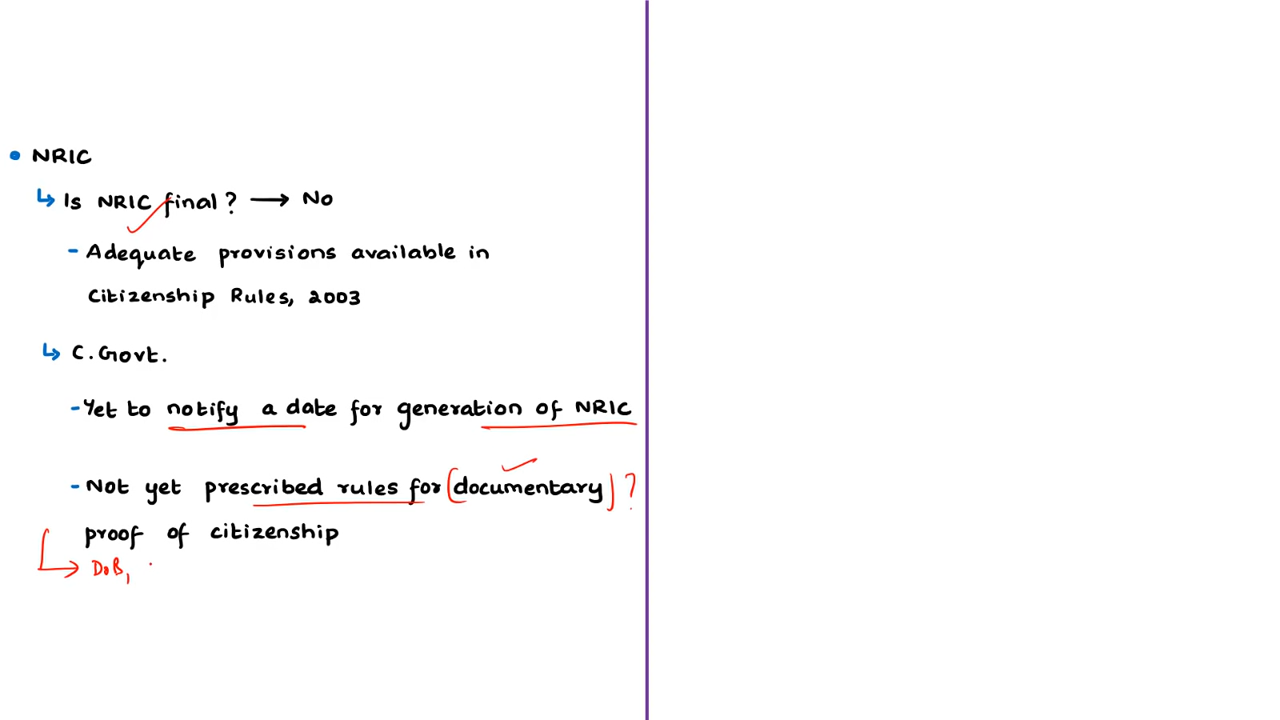 • NRIC
↳ Is NRIC final? → No
- Adequate provisions available in
Citizenship Rules, 2003
↳ C.Govt.
- Yet to notify a date for generation of NRIC
- Not yet prescribed rules for (documentary) ?
proof of citizenship
→ DoB,